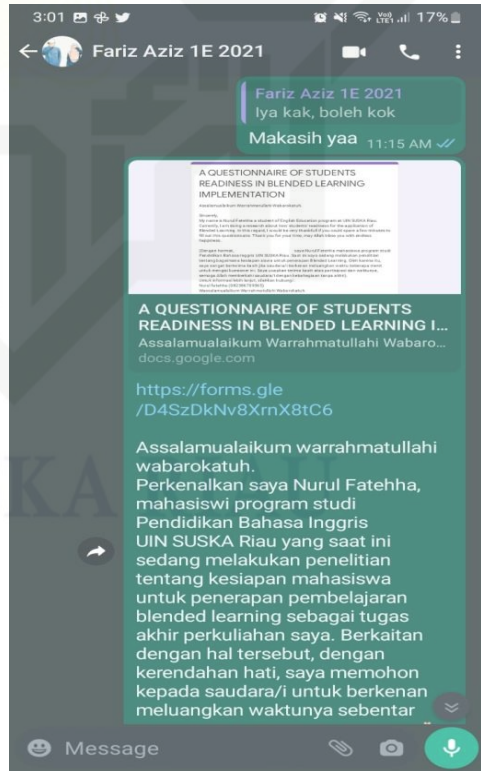 3:01
17%
Fariz Aziz 1E 2021
Fariz Aziz 1E 2021
Iya kak, boleh kok
Makasih yaa 11:15 AM
A QUESTIONNAIRE OF STUDENTS
READINESS IN BLENDED LEARNING
IMPLEMENTATION
A QUESTIONNAIRE OF STUDENTS
READINESS IN BLENDED LEARNING I...
Assalamualaikum Warrahmatullahi Wabaro...
docs.google.com
https://forms.gle
/D4SzDkNv8XrnX8tC6
Assalamualaikum warrahmatullahi
wabarokatuh.
Perkenalkan saya Nurul Fatehha,
mahasiswi program studi
Pendidikan Bahasa Inggris
UIN SUSKA Riau yang saat ini
sedang melakukan penelitian
tentang kesiapan mahasiswa
untuk penerapan pembelajaran
blended learning sebagai tugas
akhir perkuliahan saya. Berkaitan
dengan hal tersebut, dengan
kerendahan hati, saya memohon
kepada saudara/i untuk berkenan
meluangkan waktunya sebentar
Message